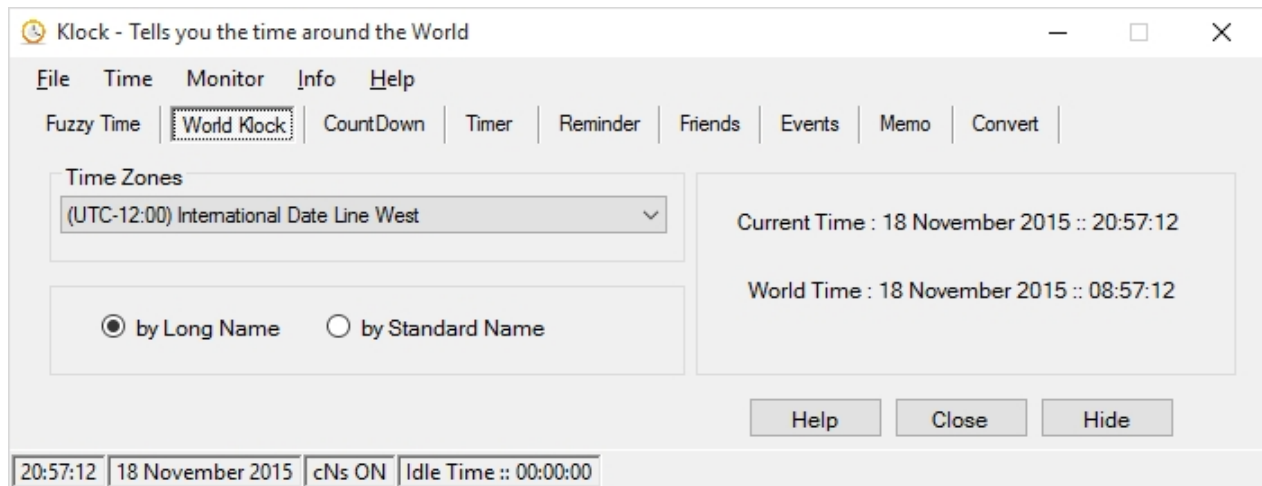 Klock - Tells you the time around the World
File Time Monitor Info Help
Fuzzy Time World Klock CountDown Timer Reminder Friends Events Memo Convert
Time Zones
(UTC-12:00) International Date Line West
Current Time : 18 November 2015 :: 20:57:12
World Time : 18 November 2015 :: 08:57:12
by Long Name by Standard Name
Help Close Hide
20:57:12 18 November 2015 cNs ON Idle Time :: 00:00:00